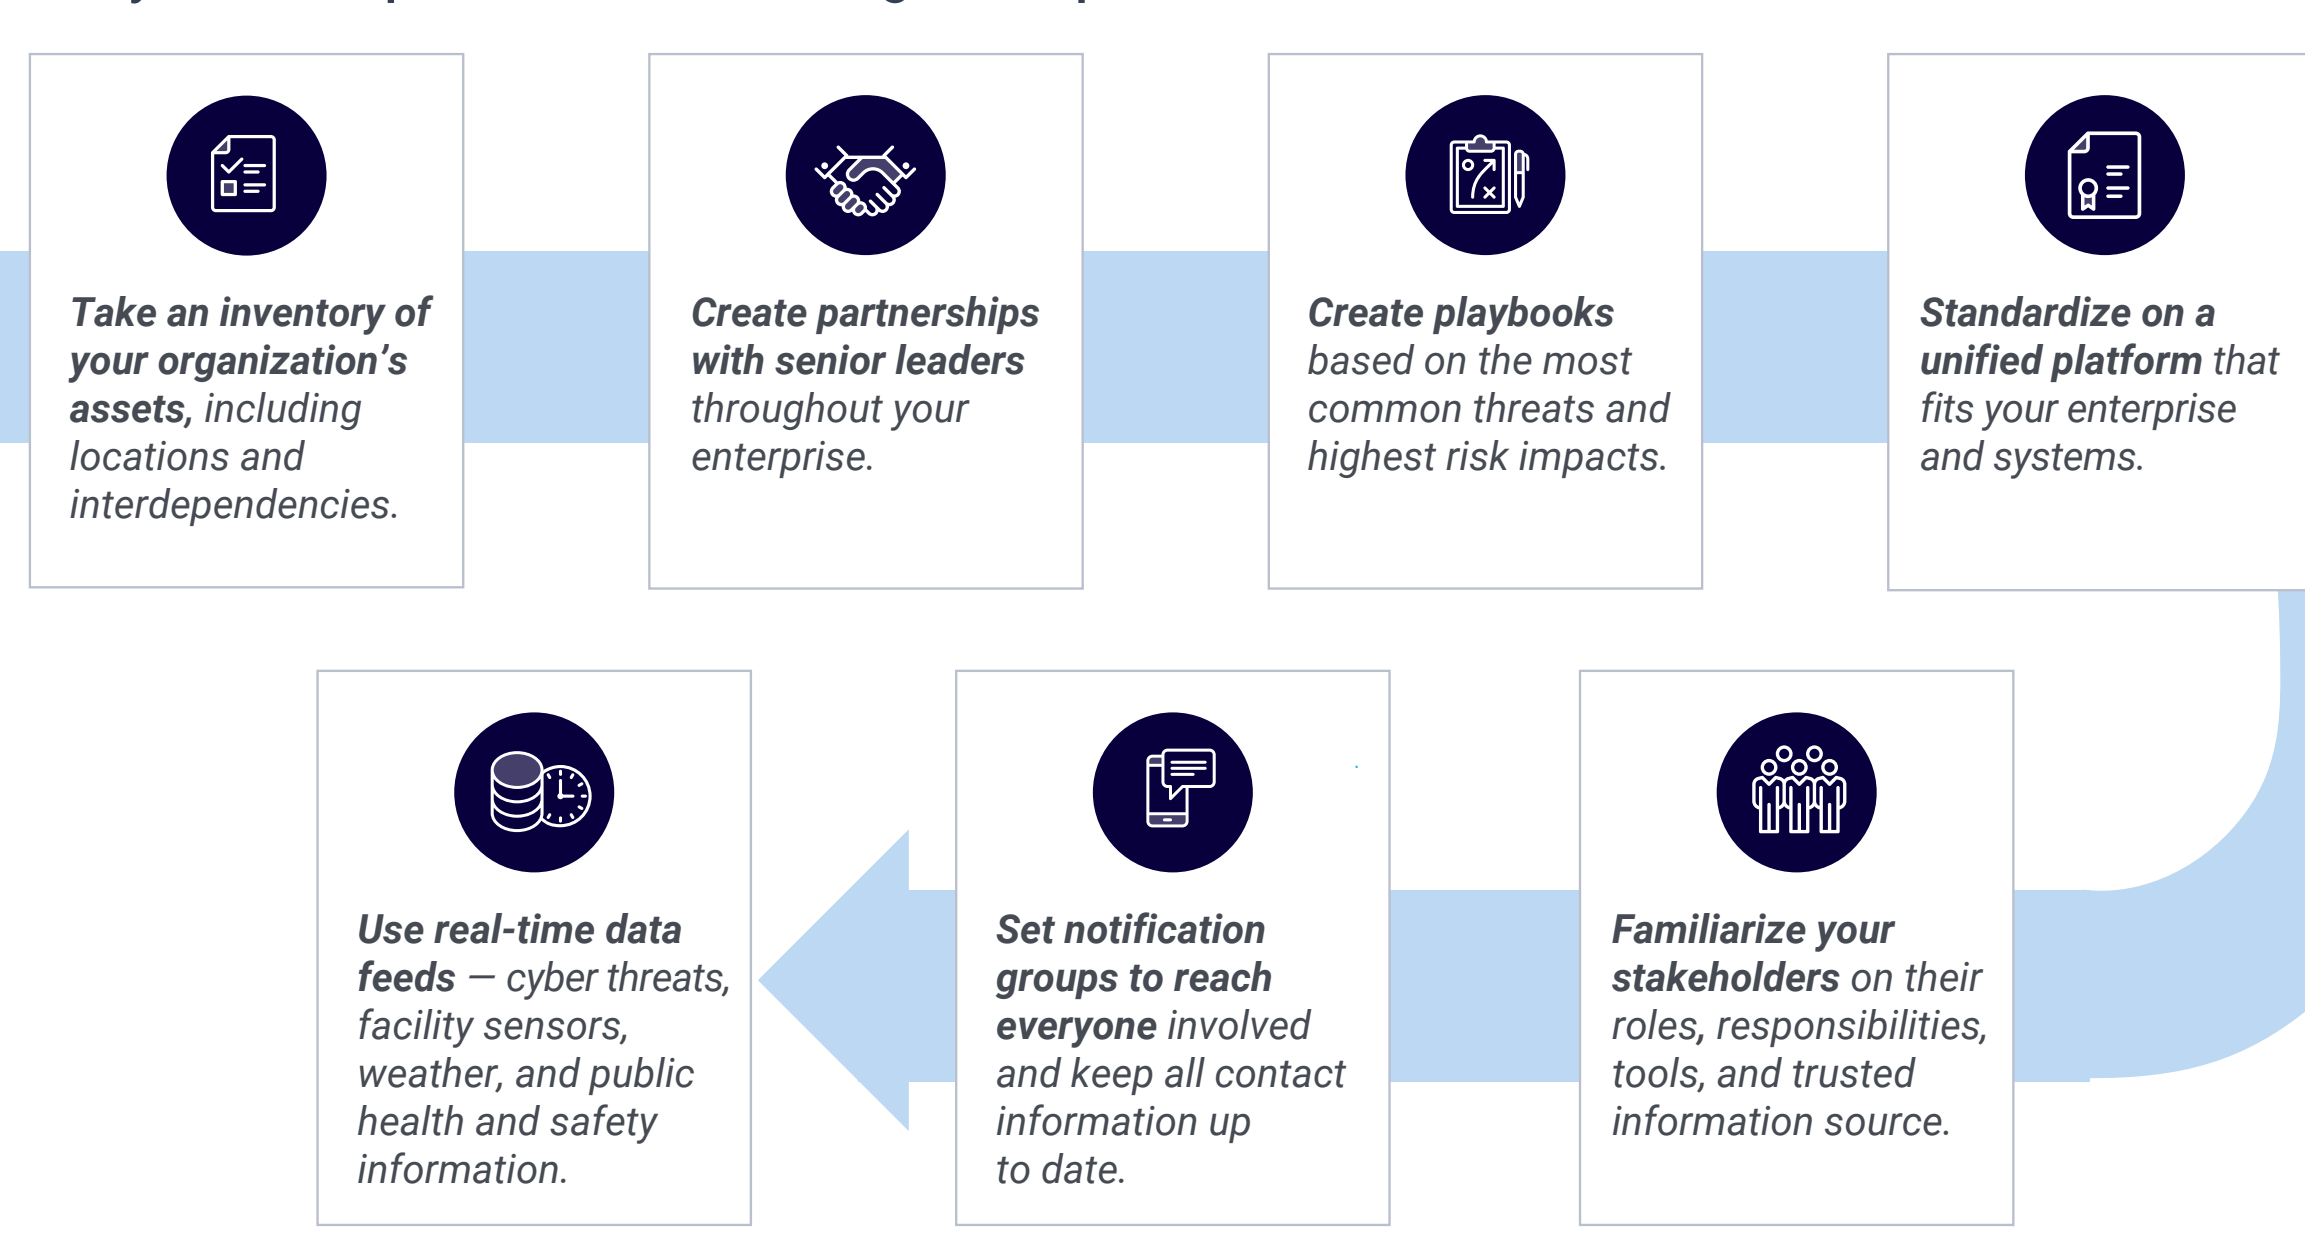 Take an inventory of
your organization’s
assets, including
locations and
interdependencies.
Create partnerships
with senior leaders
throughout your
enterprise.
Create playbooks
based on the most
common threats and
highest risk impacts.
Standardize on a
unified platform that
fits your enterprise
and systems.
Use real-time data
feeds — cyber threats,
facility sensors,
weather, and public
health and safety
information.
Set notification
groups to reach
everyone involved
and keep all contact
information up
to date.
Familiarize your
stakeholders on their
roles, responsibilities,
tools, and trusted
information source.